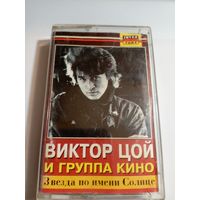 ВИКТОР ЦОЙ
И ГРУППА КИНО
Звезда по имени Солнце